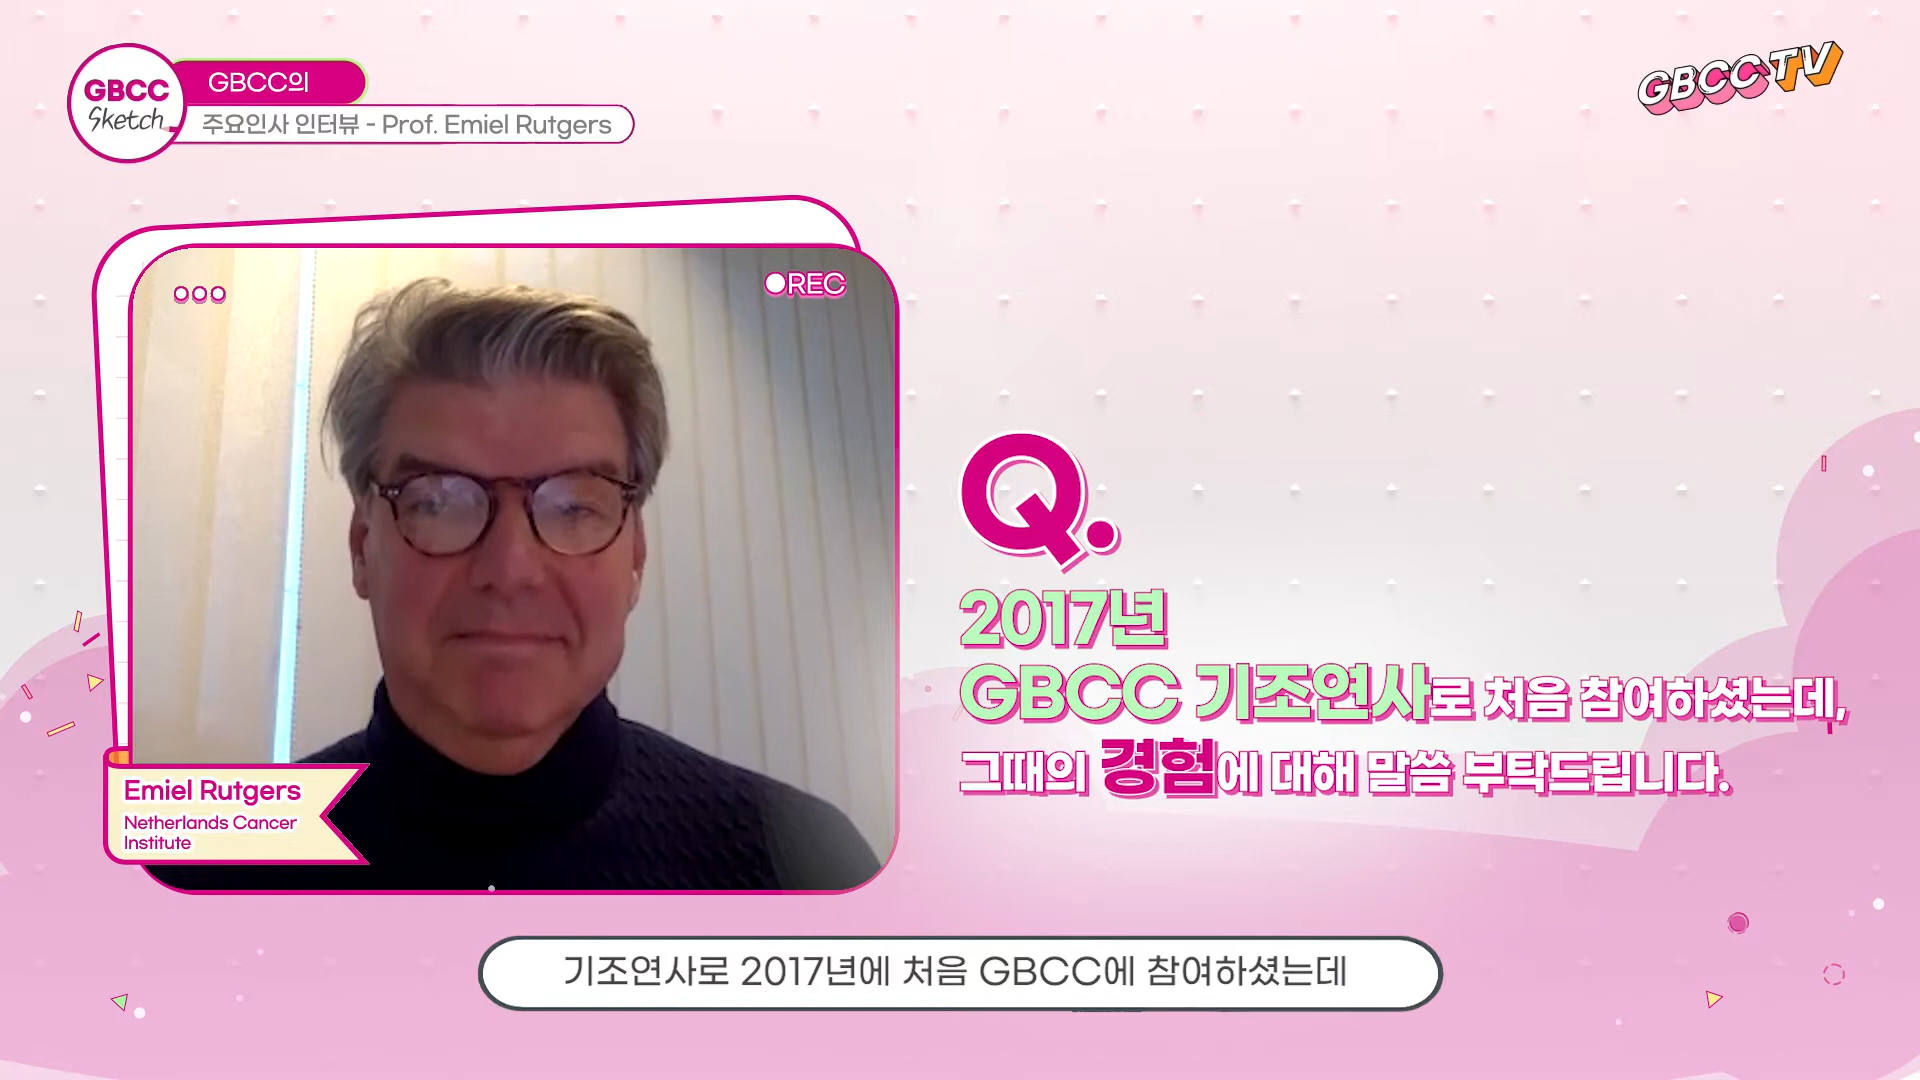 GBCC
Sketch
GBCC의
주요인사 인터뷰 - Prof. Emiel Rutgers
GBCC TV
REC
Q.
2017년
GBCC 기조연사로 처음 참여하셨는데,
그때의 경험에 대해 말씀 부탁드립니다.
Emiel Rutgers
Netherlands Cancer
Institute
기조연사로 2017년에 처음 GBCC에 참여하셨는데